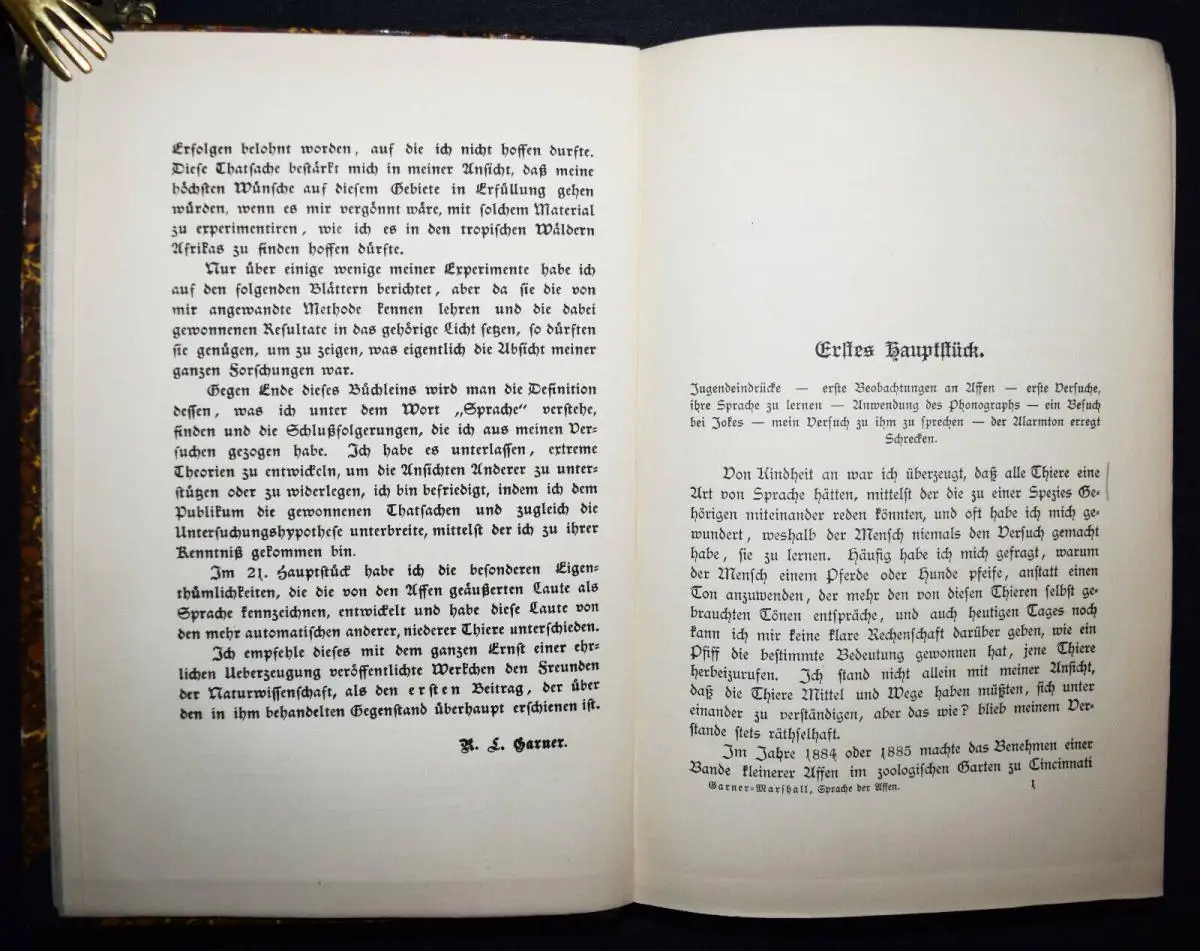 Erfolgen belohnt worden, auf die ich nicht hoffen durfte.
Diese Thatsache bestärkt mich in meiner Ansicht, daß meine
höchsten Wünsche auf diesem Gebiete in Erfüllung gehen
würden, wenn es mir vergönnt wäre, mit solchem Material
zu experimentiren, wie ich es in den tropischen Wäldern
Afrikas zu finden hoffen dürfte.
Nur über einige wenige meiner Experimente habe ich
auf den folgenden Blättern berichtet, aber da sie die von
mir angewandte Methode kennen lehren und die dabei
gewonnenen Resultate in das gehörige Licht setzen, so dürften
sie genügen, um zu zeigen, was eigentlich die Absicht meiner
ganzen Forschungen war.
Gegen Ende dieses Büchleins wird man die Definition
dessen, was ich unter dem Wort „Sprache“ verstehe,
finden und die Schlußfolgerungen, die ich aus meinen Ver-
suchen gezogen habe. Ich habe es unterlassen, extreme
Theorien zu entwickeln, um die Ansichten Anderer zu unter-
stützen oder zu widerlegen, ich bin befriedigt, indem ich dem
Publikum die gewonnenen Thatsachen und zugleich die
Untersuchungshypothese unterbreite, mittelst der ich zu ihrer
Kenntniß gekommen bin.
Im 21. Hauptstück habe ich die besonderen Eigen-
thümlichkeiten, die die von den Affen geäußerten Laute als
Sprache kennzeichnen, entwickelt und habe diese Laute von
den mehr automatischen anderer, niederer Thiere unterschieden.
Ich empfehle dieses mit dem ganzen Ernst einer ehr-
lichen Ueberzeugung veröffentlichte Werkchen den Freunden
der Naturwissenschaft, als den ersten Beitrag, der über
den in ihm behandelten Gegenstand überhaupt erschienen ist.
R. L. Garner.
Erstes Hauptstück.
Jugendeindrücke — erste Beobachtungen an Affen — erste Versuche,
ihre Sprache zu lernen — Anwendung des Phonographs — ein Besuch
bei Jokes — mein Versuch zu ihm zu sprechen — der Alarmton erregt
Schrecken.
Von Kindheit an war ich überzeugt, daß alle Thiere eine
Art von Sprache hätten, mittelst der die zu einer Spezies Ge-
hörigen miteinander reden könnten, und oft habe ich mich ge-
wundert, weshalb der Mensch niemals den Versuch gemacht
habe, sie zu lernen. Häufig habe ich mich gefragt, warum
der Mensch einem Pferde oder Hunde pfeife, anstatt einen
Ton anzuwenden, der mehr den von diesen Thieren selbst ge-
brauchten Tönen entspräche, und auch heutigen Tages noch
kann ich mir keine klare Rechenschaft darüber geben, wie ein
Pfiff die bestimmte Bedeutung gewonnen hat, jene Thiere
herbeizurufen. Ich stand nicht allein mit meiner Ansicht,
daß die Thiere Mittel und Wege haben müßten, sich unter
einander zu verständigen, aber das wie? blieb meinem Ver-
stande stets räthselhaft.
Im Jahre 1884 oder 1885 machte das Benehmen einer
Bande kleinerer Affen im zoologischen Garten zu Cincinnati
Garner-Marshall, Sprache der Affen. 1